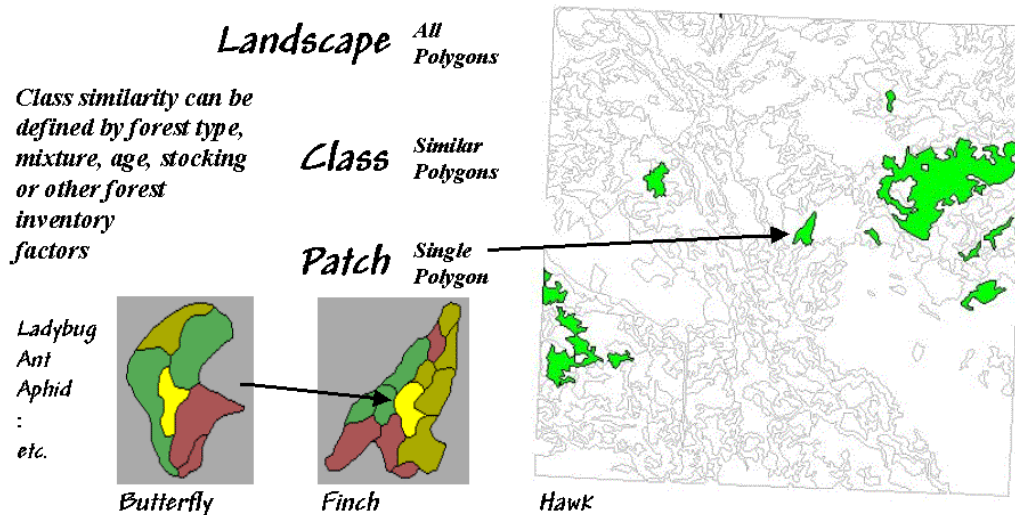 Landscape All
Polygons
Class similarity can be
defined by forest type,
mixture, age, stocking
or other forest
inventory
factors
Class Similar
Polygons
Patch Single
Polygon
Ladybug
Ant
Aphid
:
etc.
Butterfly
Finch
Hawk